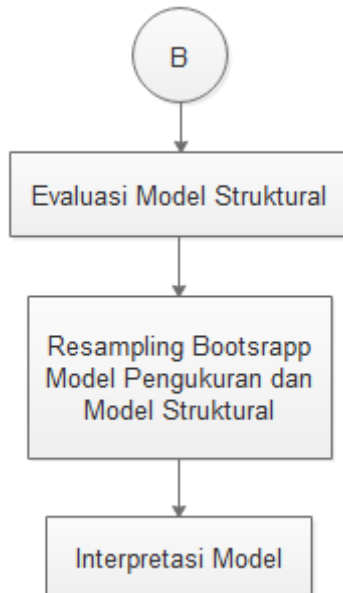 B
Evaluasi Model Struktural
Resampling Bootsrapp
Model Pengukuran dan
Model Struktural
Interpretasi Model